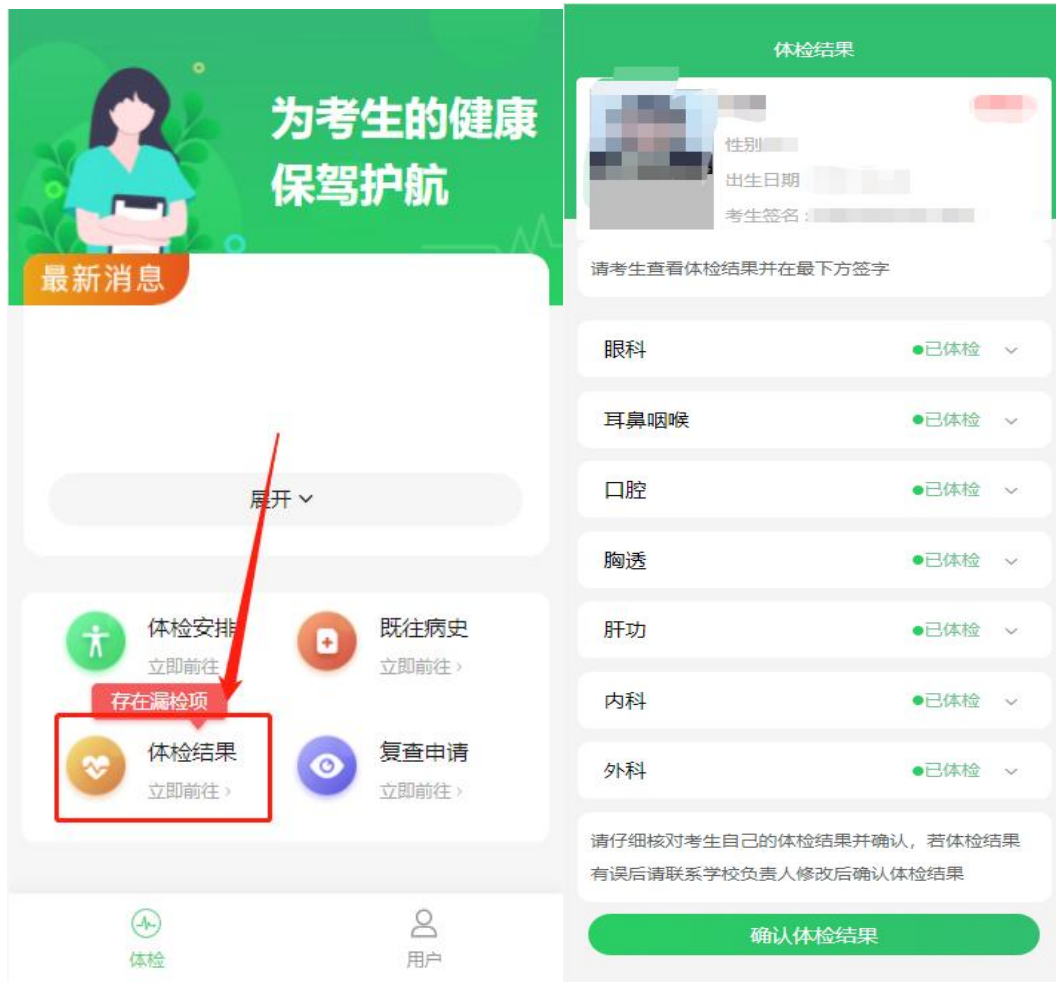 为考生的健康
保驾护航
最新消息
展开
体检安排
立即前往
既往病史
立即前往
存在漏检项
体检结果
立即前往
复查申请
立即前往
体检
用户
体检结果
性别
出生日期
考生签名：
请考生查看体检结果并在最下方签字
眼科
已体检
耳鼻咽喉
已体检
口腔
已体检
胸透
已体检
肝功
已体检
内科
已体检
外科
已体检
请仔细核对考生自己的体检结果并确认，若体检结果
有误后请联系学校负责人修改后确认体检结果
确认体检结果